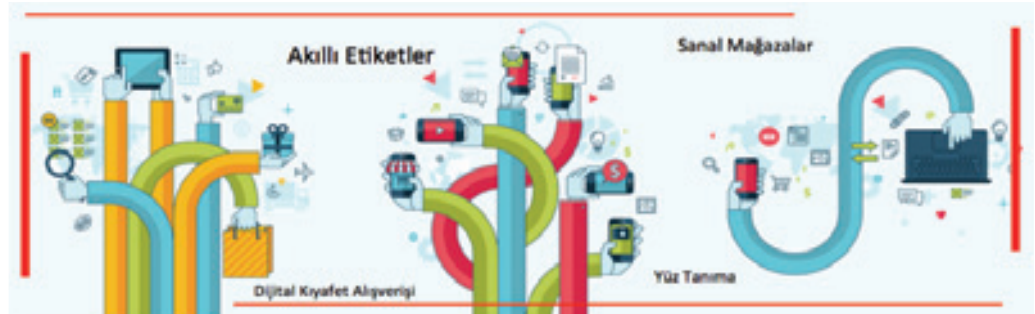 Akıllı Etiketler
Sanal Mağazalar
Dijital Kıyafet Alışverişi
Yüz Tanıma